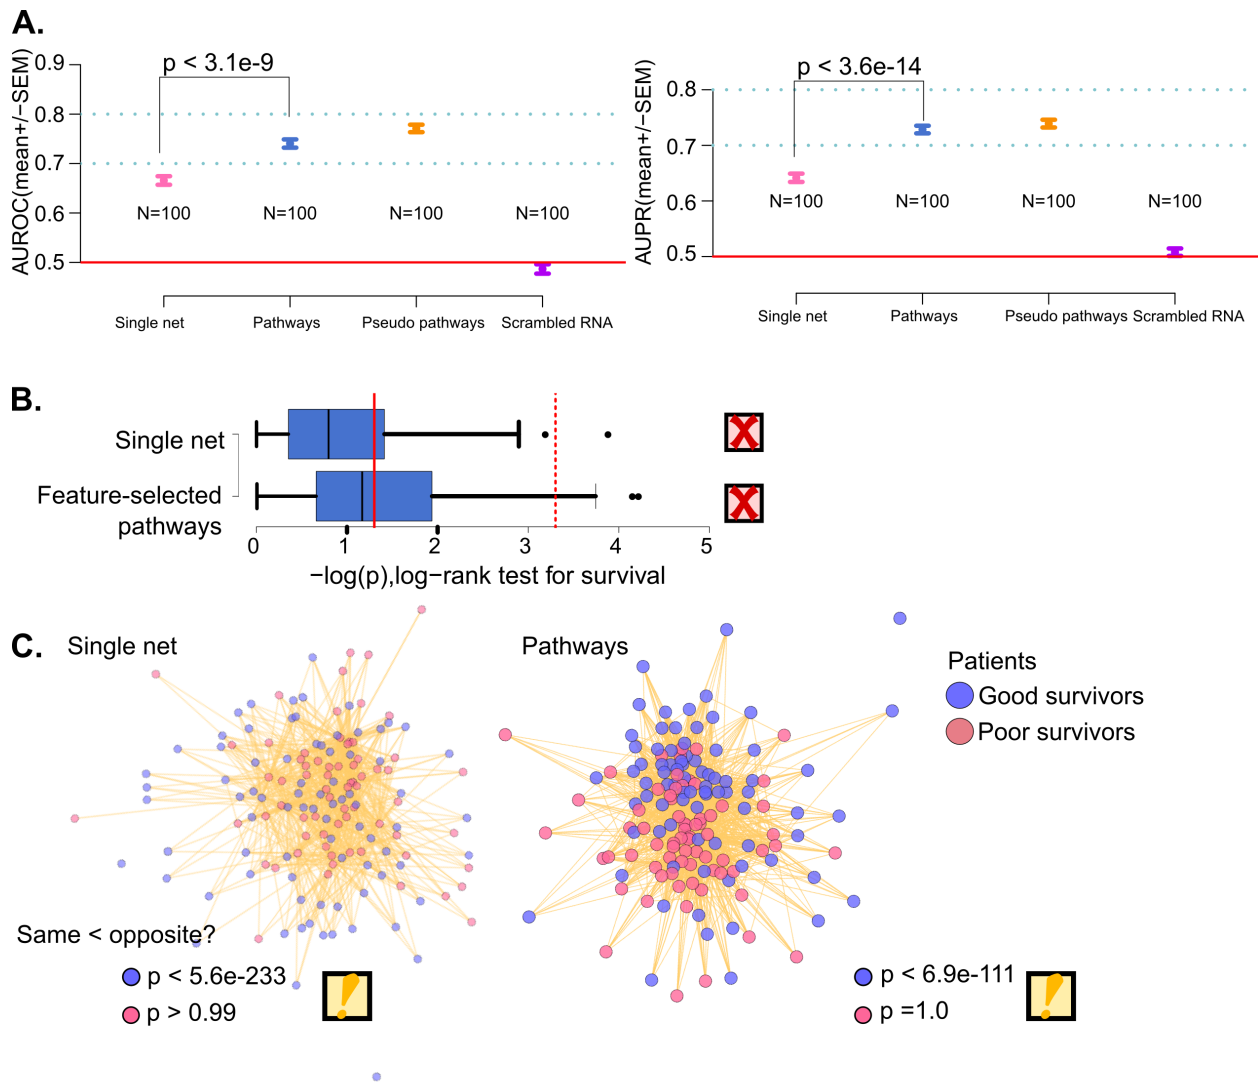 A.
AUROC(mean+/−SEM)
0.9
0.8
0.7
0.6
0.5
p < 3.1e-9
N=100
N=100
N=100
N=100
Single net
Pathways
Pseudo pathways
Scrambled RNA
AUPR(mean+/−SEM)
0.8
0.7
0.6
0.5
p < 3.6e-14
N=100
N=100
N=100
N=100
Single net
Pathways
Pseudo pathways
Scrambled RNA
B.
Single net
X
Feature-selected
pathways
X
0 1 2 3 4 5
−log(p),log−rank test for survival
C.
Single net
Pathways
Patients
Good survivors
Poor survivors
Same < opposite?
p < 5.6e-233
p > 0.99
!
p < 6.9e-111
p =1.0
!